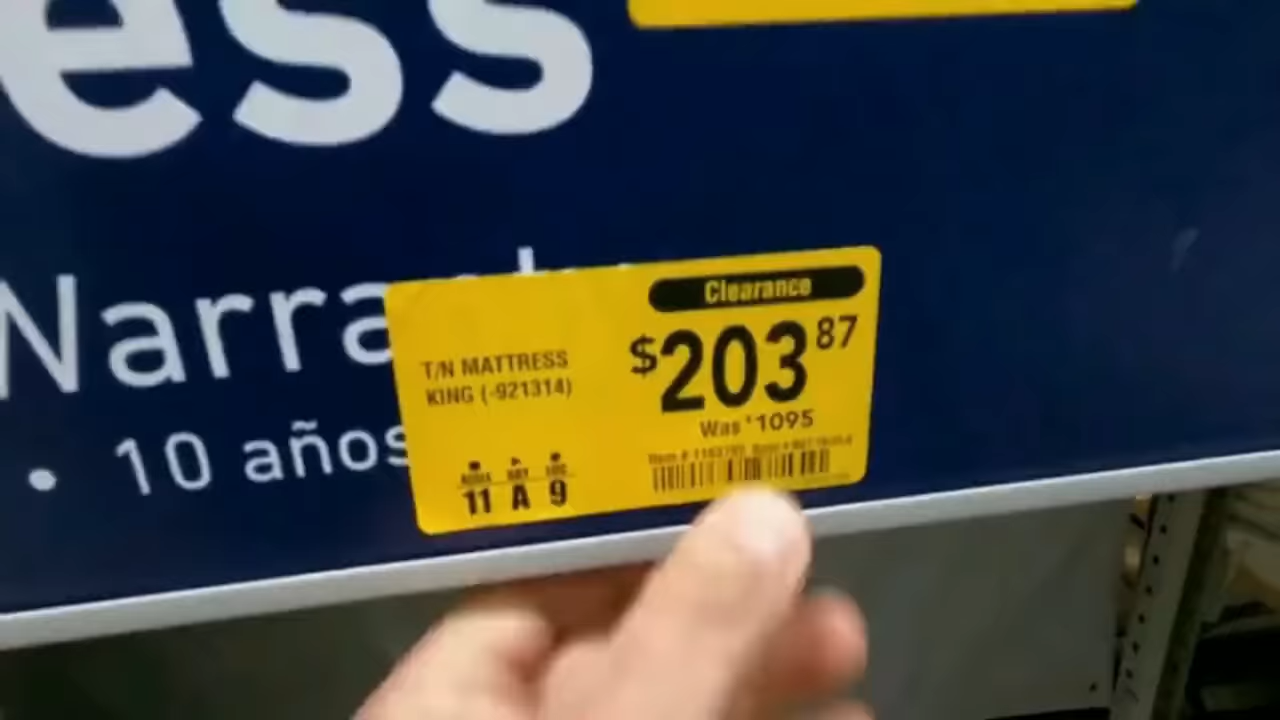 ess
Narra
• 10 años
Clearance
$203 87
T/N MATTRESS
KING (-921314)
Was $1095
11 A 9